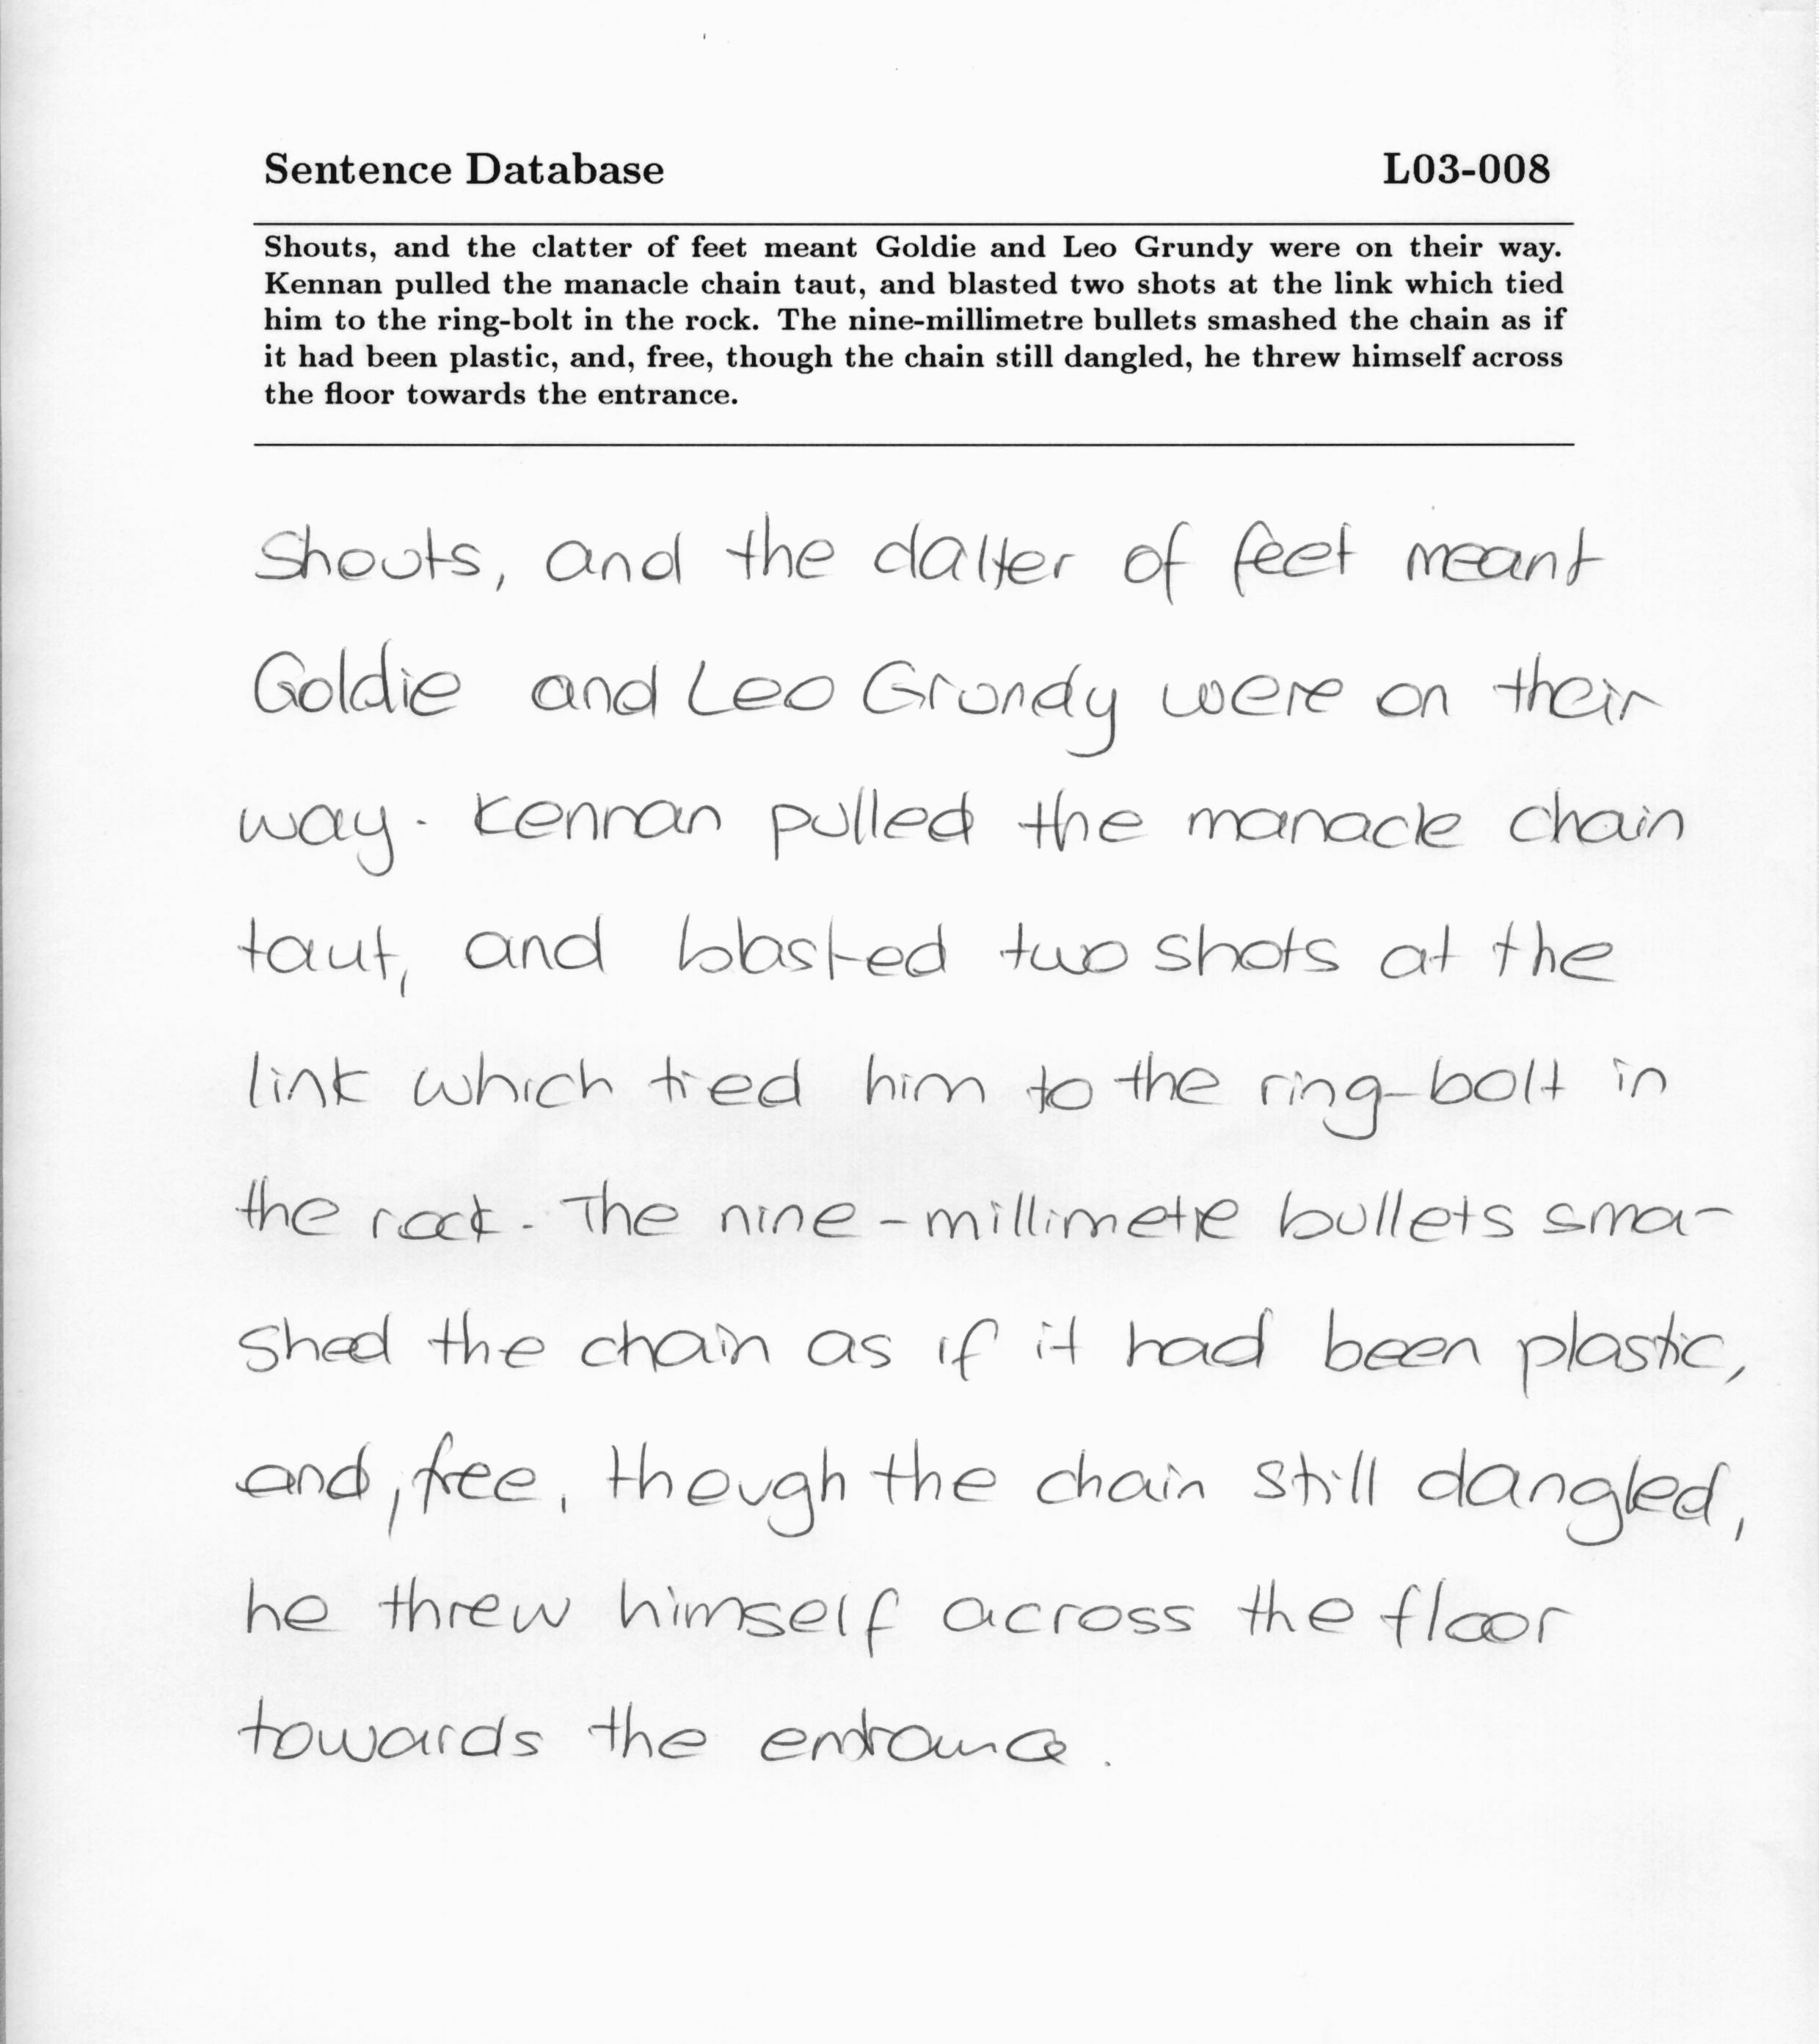 Sentence Database L03-008
Shouts, and the clatter of feet meant Goldie and Leo Grundy were on their way.
Kennan pulled the manacle chain taut, and blasted two shots at the link which tied
him to the ring-bolt in the rock. The nine-millimetre bullets smashed the chain as if
it had been plastic, and, free, though the chain still dangled, he threw himself across
the floor towards the entrance.
Shouts, and the clatter of feet meant
Goldie and Leo Grundy were on their
way. Kennan pulled the manacle chain
taut, and blasted two shots at the
link which tied him to the ring-bolt in
the rock. The nine-millimetre bullets sma-
shed the chain as if it had been plastic,
and, free, though the chain still dangled,
he threw himself across the floor
towards the entrance.